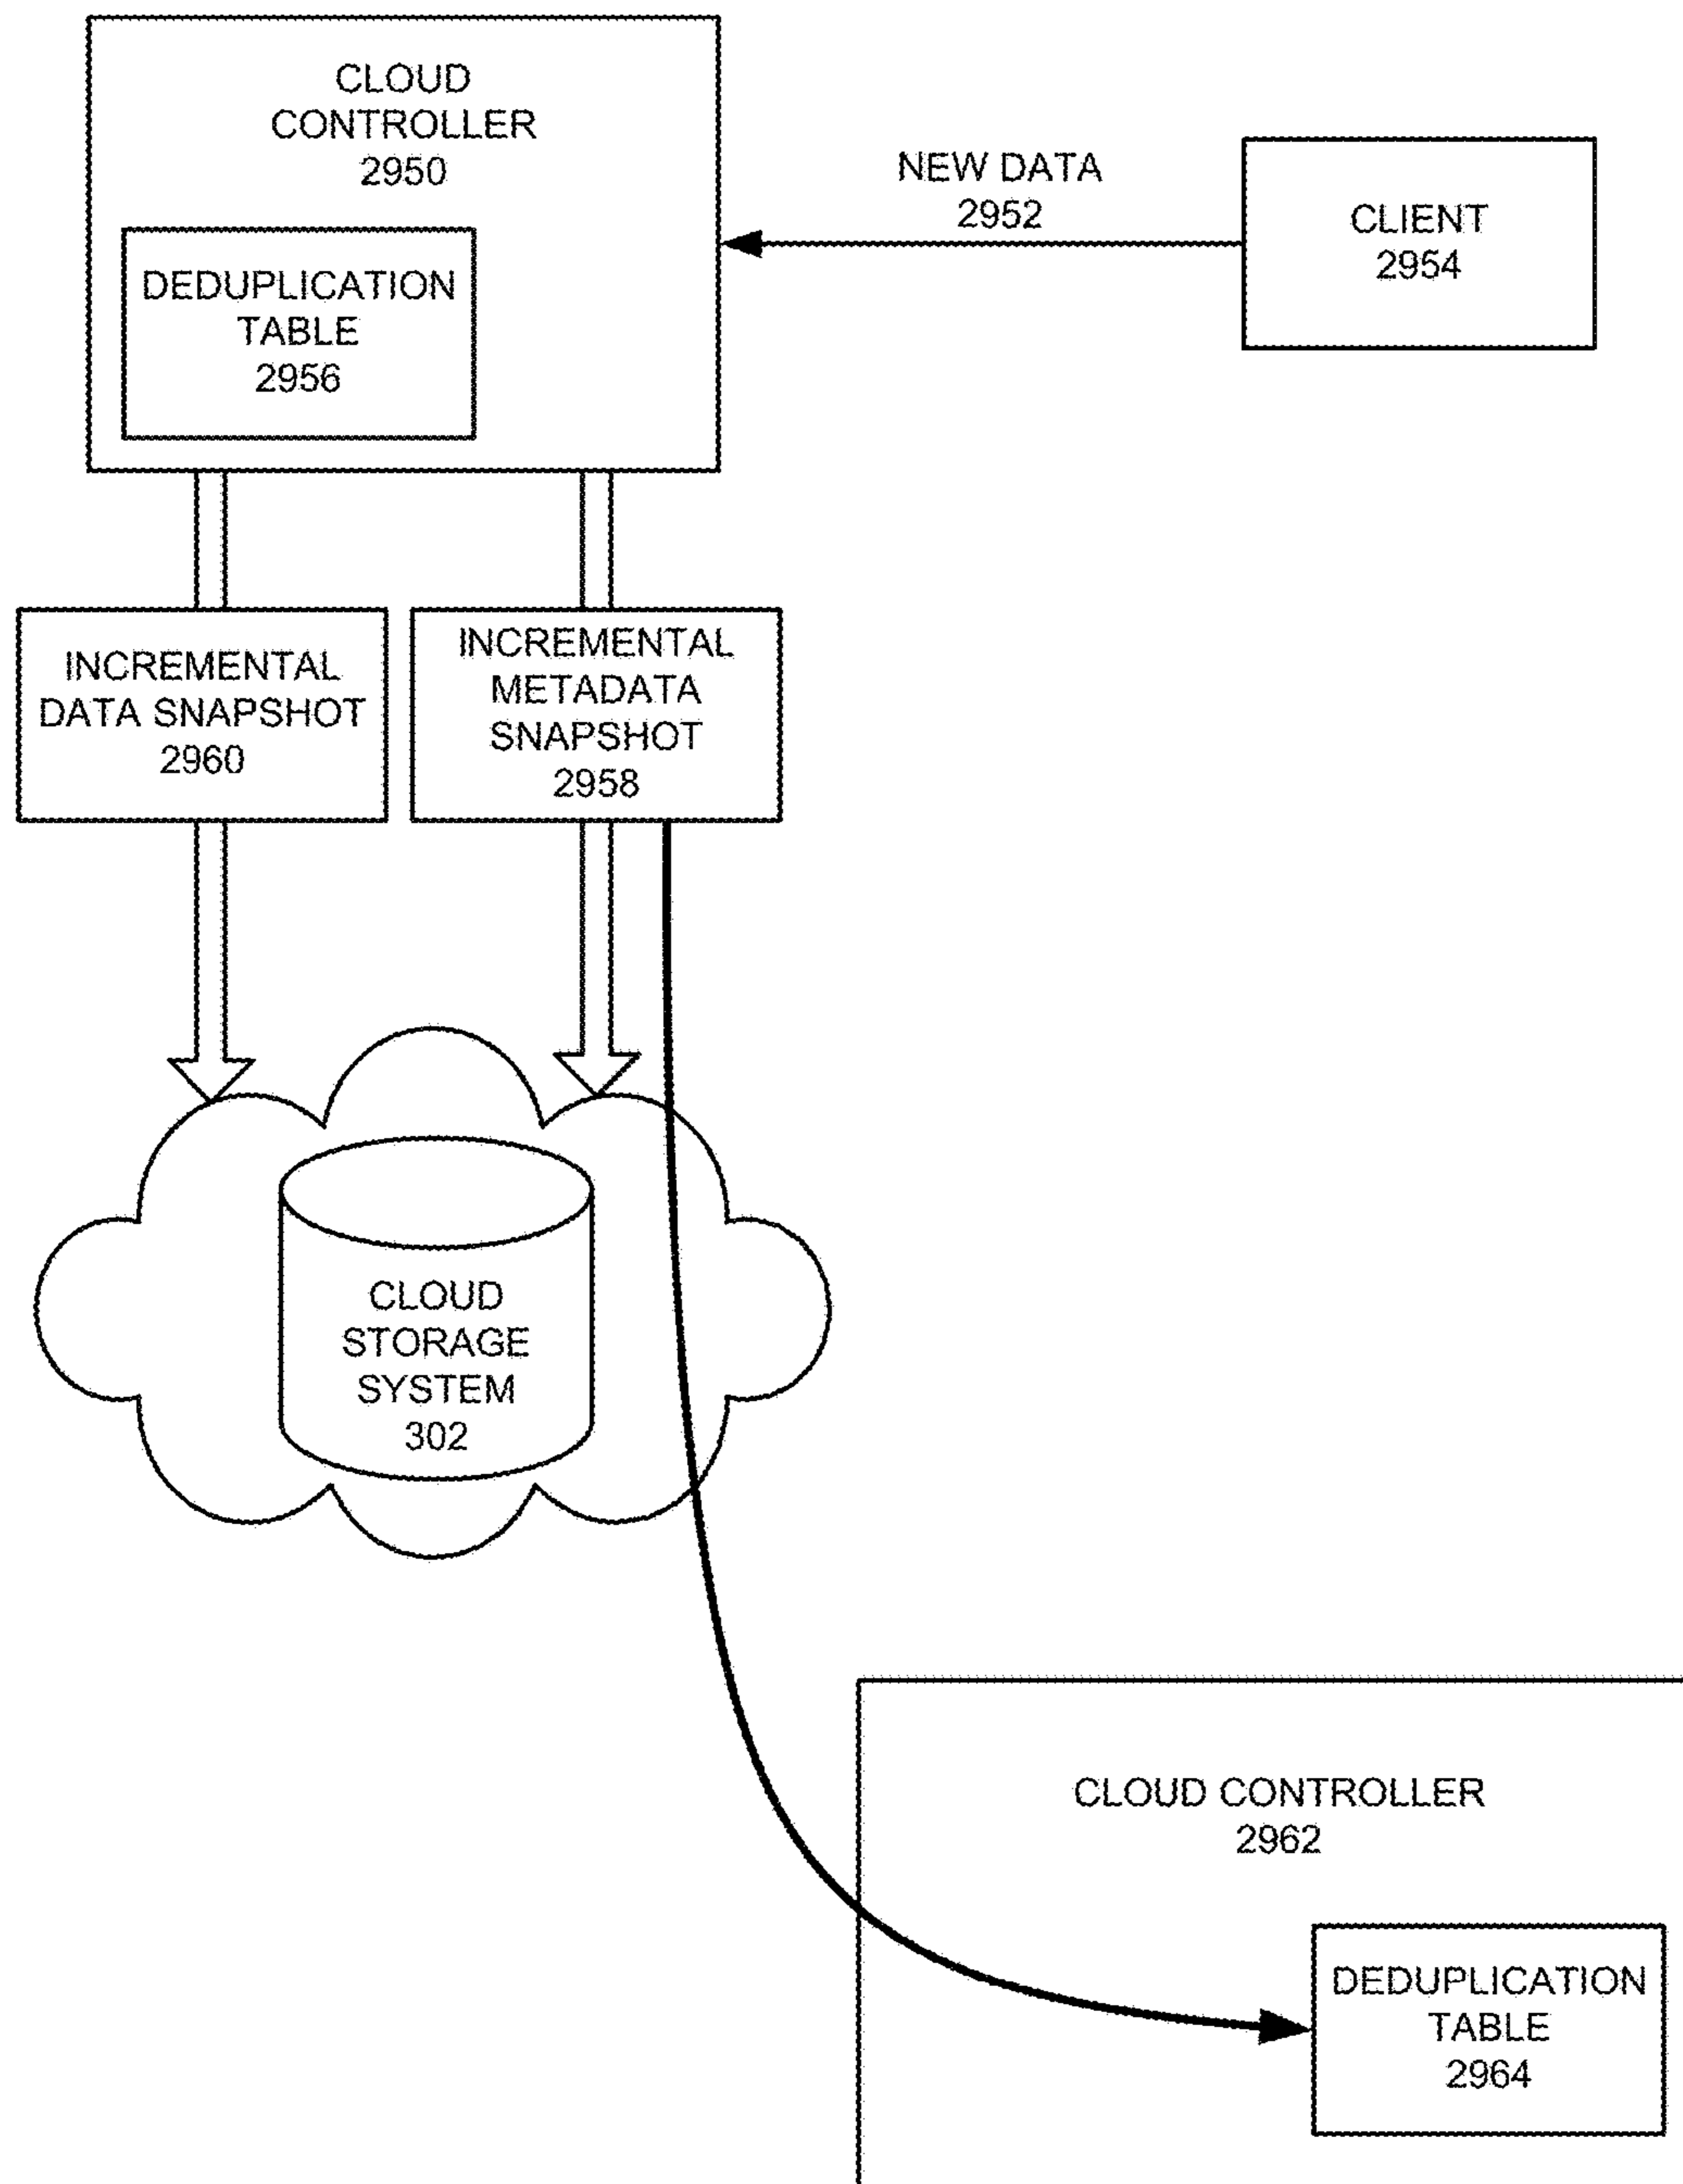 CLOUD
CONTROLLER
2950
NEW DATA
2952
CLIENT
2954
DEDUPLICATION
TABLE
2956
INCREMENTAL
DATA SNAPSHOT
2960
INCREMENTAL
METADATA
SNAPSHOT
2958
CLOUD
STORAGE
SYSTEM
302
CLOUD CONTROLLER
2962
DEDUPLICATION
TABLE
2964